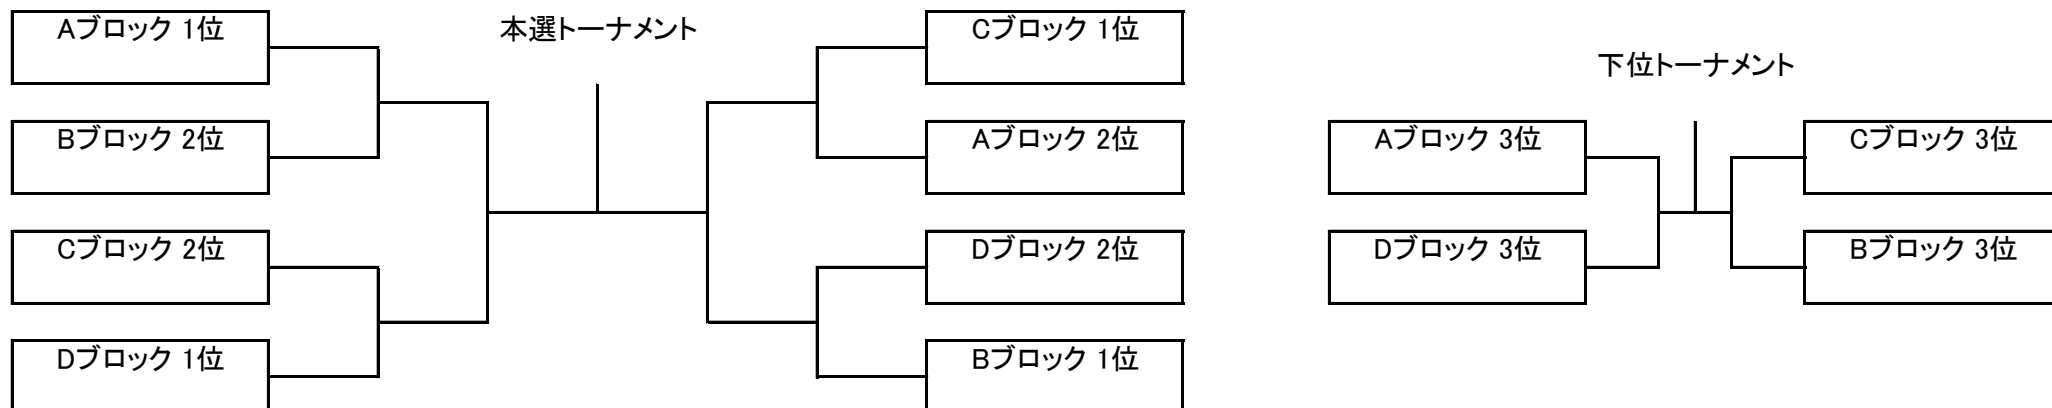 本選トーナメント
Aブロック 1位
Bブロック 2位
Cブロック 2位
Dブロック 1位
Cブロック 1位
Aブロック 2位
Dブロック 2位
Bブロック 1位
下位トーナメント
Aブロック 3位
Dブロック 3位
Cブロック 3位
Bブロック 3位